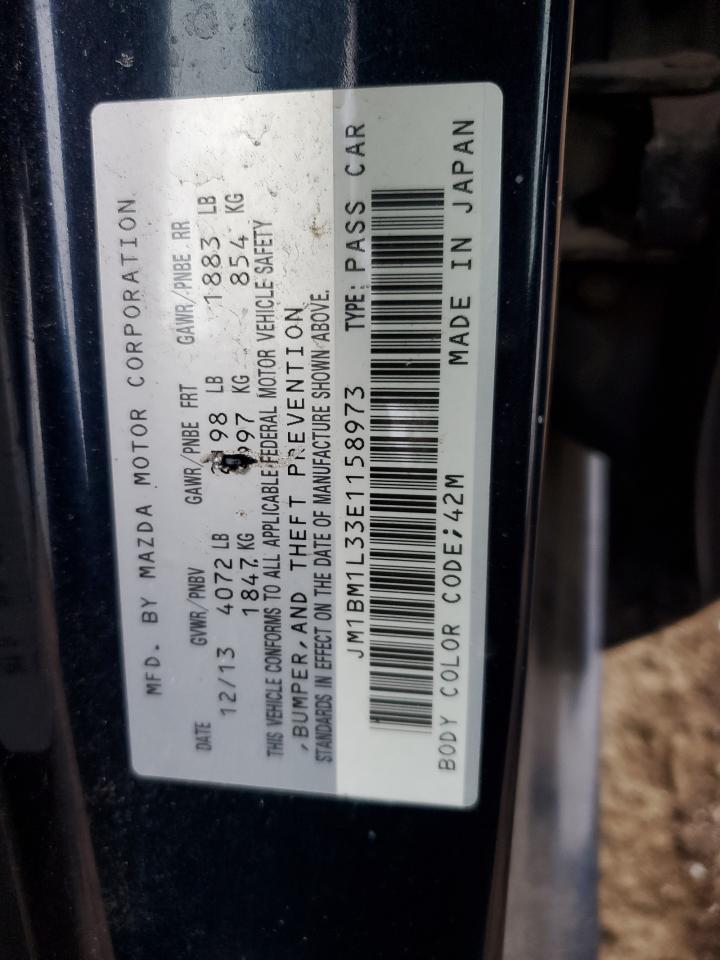 MFD. BY MAZDA MOTOR CORPORATION
DATE GVWR/PNBV GAWR/PNBE FRT GAWR/PNBE RR
12/13 4072 LB 98 LB 1883 LB
1847 KG 997 KG 854 KG
THIS VEHICLE CONFORMS TO ALL APPLICABLE FEDERAL MOTOR VEHICLE SAFETY
,BUMPER,AND THEFT PREVENTION
STANDARDS IN EFFECT ON THE DATE OF MANUFACTURE SHOWN ABOVE.
JM1BM1L33E1158973 TYPE: PASS CAR
BODY COLOR CODE;42M MADE IN JAPAN